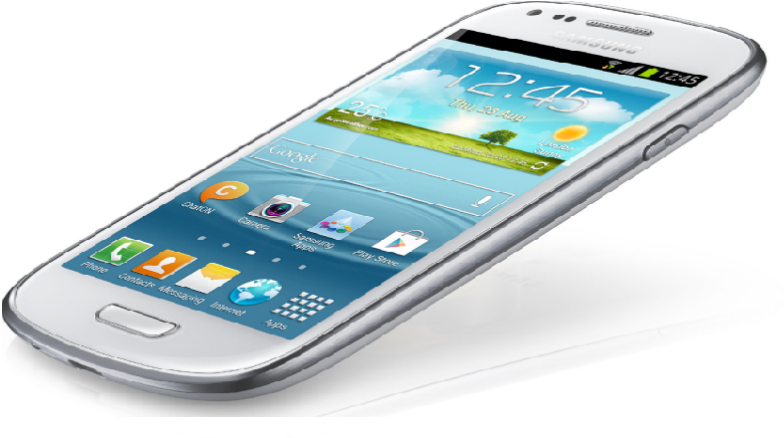 SAMSUNG
12:45
12:45
Thu, 23 Aug
Google
ChatON
Camera
Samsung
Apps
Play Store
Phone
Contacts
Messaging
Internet
Apps